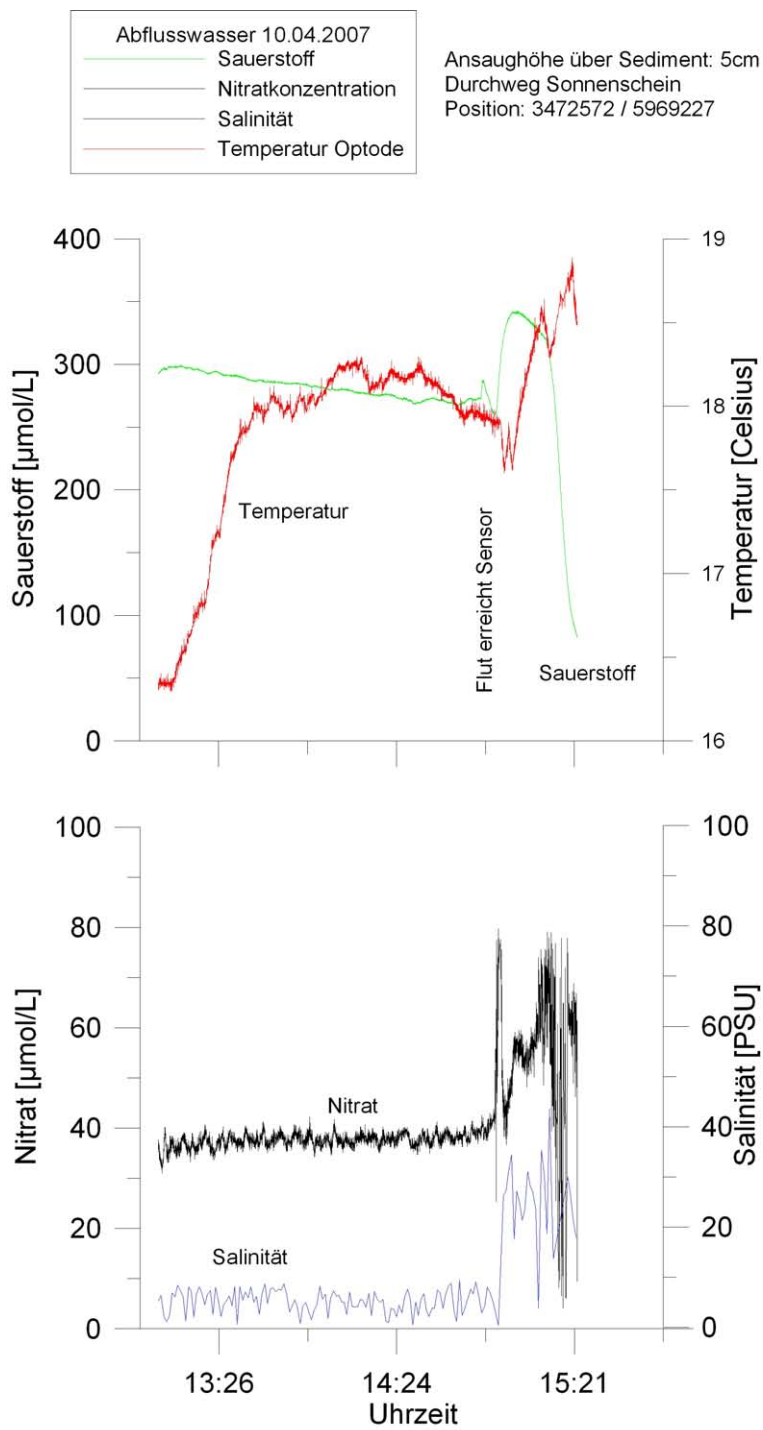 Abflusswasser 10.04.2007
Sauerstoff
Nitratkonzentration
Salinität
Temperatur Optode
Ansaughöhe über Sediment: 5cm
Durchweg Sonnenschein
Position: 3472572 / 5969227
400
300
200
100
0
Sauerstoff [µmol/L]
19
18
17
16
Temperatur [Celsius]
Temperatur
Flut erreicht Sensor
Sauerstoff
100
80
60
40
20
0
Nitrat [µmol/L]
100
80
60
40
20
0
Salinität [PSU]
Nitrat
Salinität
13:26
14:24
15:21
Uhrzeit